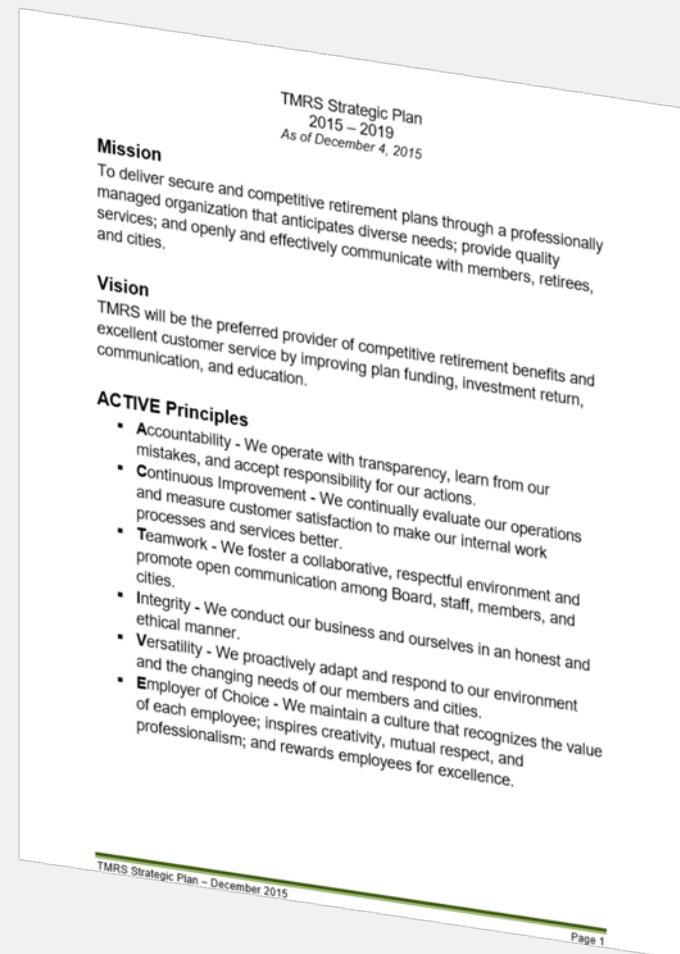 TMRS Strategic Plan
2015 – 2019
As of December 4, 2015
Mission
To deliver secure and competitive retirement plans through a professionally
managed organization that anticipates diverse needs; provide quality
services; and openly and effectively communicate with members, retirees,
and cities.
Vision
TMRS will be the preferred provider of competitive retirement benefits and
excellent customer service by improving plan funding, investment return,
communication, and education.
ACTIVE Principles
▪ Accountability - We operate with transparency, learn from our
mistakes, and accept responsibility for our actions.
▪ Continuous Improvement - We continually evaluate our operations
and measure customer satisfaction to make our internal work
processes and services better.
▪ Teamwork - We foster a collaborative, respectful environment and
promote open communication among Board, staff, members, and
cities.
▪ Integrity - We conduct our business and ourselves in an honest and
ethical manner.
▪ Versatility - We proactively adapt and respond to our environment
and the changing needs of our members and cities.
▪ Employer of Choice - We maintain a culture that recognizes the value
of each employee; inspires creativity, mutual respect, and
professionalism; and rewards employees for excellence.
TMRS Strategic Plan – December 2015
Page 1